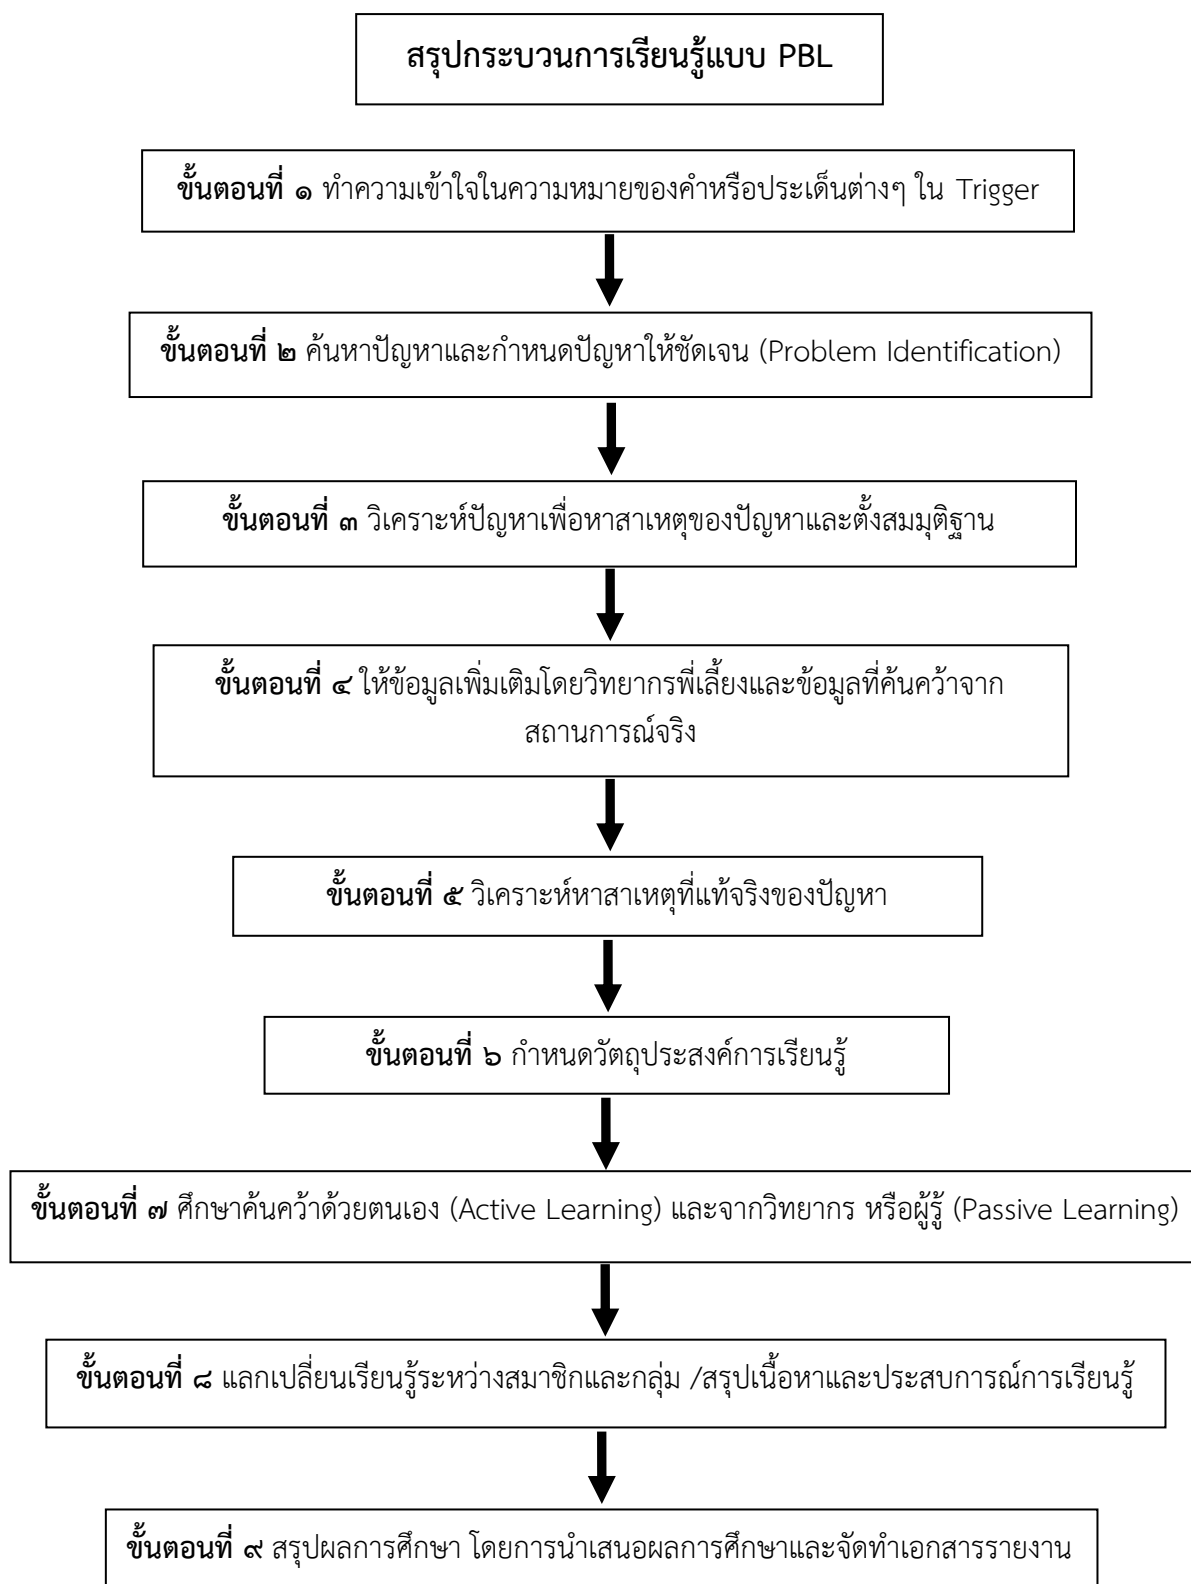 สรุปกระบวนการเรียนรู้แบบ PBL
ขั้นตอนที่ ๑ ทำความเข้าใจในความหมายของคำหรือประเด็นต่างๆ ใน Trigger
ขั้นตอนที่ ๒ ค้นหาปัญหาและกำหนดปัญหาให้ชัดเจน (Problem Identification)
ขั้นตอนที่ ๓ วิเคราะห์ปัญหาเพื่อหาสาเหตุของปัญหาและตั้งสมมุติฐาน
ขั้นตอนที่ ๔ ให้ข้อมูลเพิ่มเติมโดยวิทยากรพี่เลี้ยงและข้อมูลที่ค้นคว้าจาก
สถานการณ์จริง
ขั้นตอนที่ ๕ วิเคราะห์หาสาเหตุที่แท้จริงของปัญหา
ขั้นตอนที่ ๖ กำหนดวัตถุประสงค์การเรียนรู้
ขั้นตอนที่ ๗ ศึกษาค้นคว้าด้วยตนเอง (Active Learning) และจากวิทยากร หรือผู้รู้ (Passive Learning)
ขั้นตอนที่ ๘ แลกเปลี่ยนเรียนรู้ระหว่างสมาชิกและกลุ่ม /สรุปเนื้อหาและประสบการณ์การเรียนรู้
ขั้นตอนที่ ๙ สรุปผลการศึกษา โดยการนำเสนอผลการศึกษาและจัดทำเอกสารรายงาน